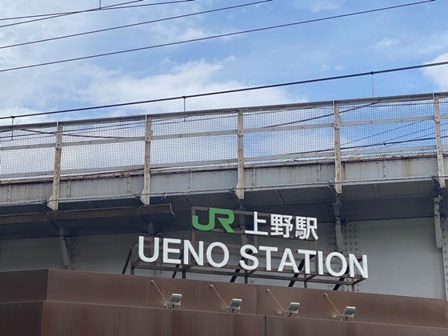 JR 上野駅
UENO STATION